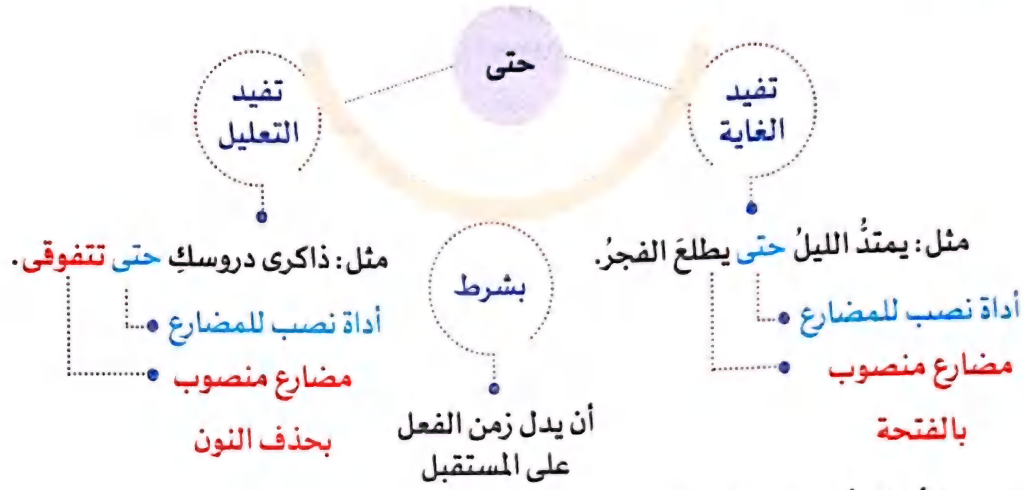 حتى
تفيد
الغاية
مثل: يمتدُّ الليلُ حتى يطلعَ الفجرُ.
أداة نصب للمضارع
مضارع منصوب
بالفتحة
بشرط
أن يدل زمن الفعل
على المستقبل
تفيد
التعليل
مثل: ذاكرى دروسكِ حتى تتفوقى.
أداة نصب للمضارع
مضارع منصوب
بحذف النون